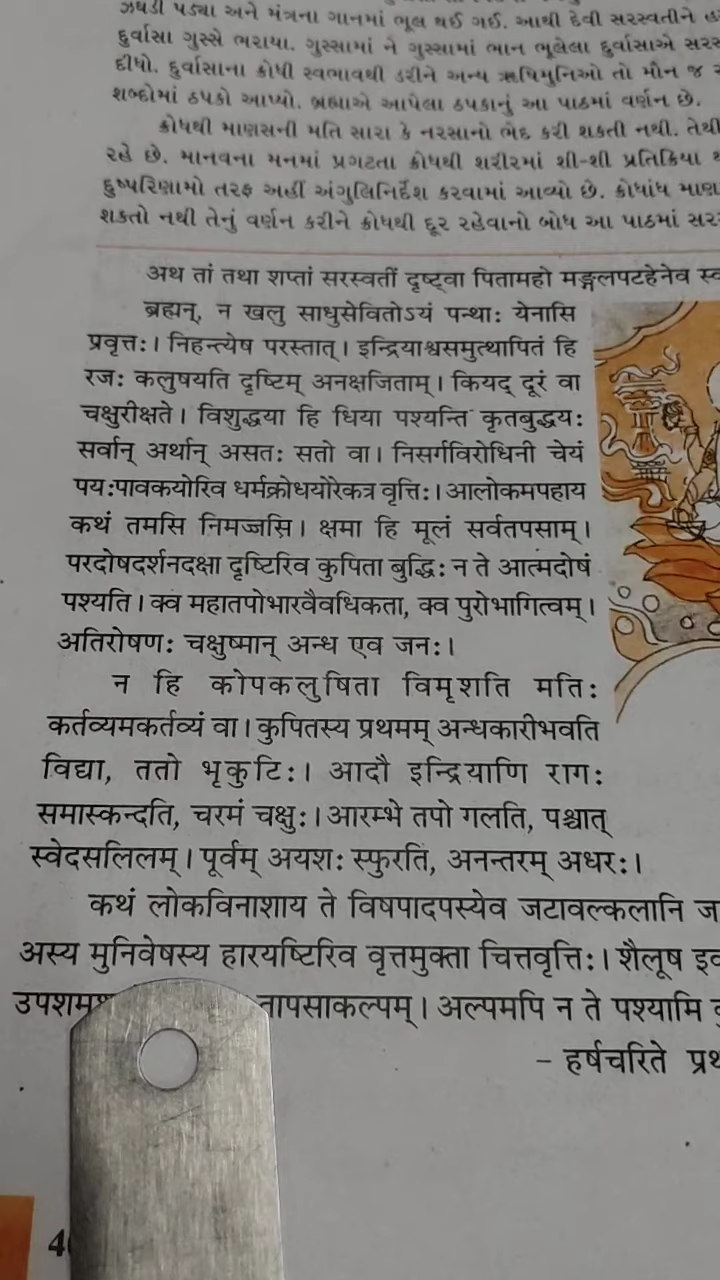 ઝઘડી પડ્યા અને મંત્રના ગાનમાં ભૂલ થઈ ગઈ. આથી દેવી સરસ્વતીને
દુર્વાસા ગુસ્સે ભરાયા. ગુસ્સામાં ને ગુસ્સામાં ભાન ભૂલેલા દુર્વાસાએ
દીધો. દુર્વાસાના ક્રોધી સ્વભાવથી ડરીને અન્ય ઋષિમુનિઓ તો મૌન જ
શબ્દોમાં ઠપકો આપ્યો. બ્રહ્માએ આપેલા ઠપકાનું આ પાઠમાં વર્ણન છે.
ક્રોધથી માણસની મતિ સારા કે નરસાનો ભેદ કરી શકતી નથી. તેથી
રહે છે. માનવના મનમાં પ્રગટતા ક્રોધથી શરીરમાં શી-શી પ્રતિક્રિયા
દુષ્પરિણામો તરફ અહીં અંગુલિનિર્દેશ કરવામાં આવ્યો છે. ક્રોધાંધ
શકતો નથી તેનું વર્ણન કરીને ક્રોધથી દૂર રહેવાનો બોધ આ પાઠમાં
अथ तां तथा शप्तां सरस्वतीं दृष्ट्वा पितामहो मङ्गलपटहेनेव
ब्रह्मन्, न खलु साधुसेवितोऽयं पन्थाः येनासि
प्रवृत्तः। निहन्त्येष परस्तात्। इन्द्रियाश्वसमुत्थापितं हि
रजः कलुषयति दृष्टिम् अनक्षजिताम्। कियद् दूरं वा
चक्षुरीक्षते। विशुद्धया हि धिया पश्यन्ति कृतबुद्धयः
सर्वान् अर्थान् असतः सतो वा। निसर्गविरोधिनी चेयं
पयःपावकयोरिव धर्मक्रोधयोरेकत्र वृत्तिः। आलोकमपहाय
कथं तमसि निमज्जसि। क्षमा हि मूलं सर्वतपसाम्।
परदोषदर्शनदक्षा दृष्टिरिव कुपिता बुद्धिः न ते आत्मदोषं
पश्यति। क्व महातपोभारवैवधिकता, क्व पुरोभागित्वम्।
अतिरोषणः चक्षुष्मान् अन्ध एव जनः।
न हि कोपकलुषिता विमृशति मतिः
कर्तव्यमकर्तव्यं वा। कुपितस्य प्रथमम् अन्धकारीभवति
विद्या, ततो भृकुटिः। आदौ इन्द्रियाणि रागः
समास्कन्दति, चरमं चक्षुः। आरम्भे तपो गलति, पश्चात्
स्वेदसलिलम्। पूर्वम् अयशः स्फुरति, अनन्तरम् अधरः।
कथं लोकविनाशाय ते विषपादपस्येव जटावल्कलानि
अस्य मुनिवेषस्य हारयष्टिरिव वृत्तमुक्ता चित्तवृत्तिः। शैलूष
तापसाकल्पम्। अल्पमपि न ते पश्यामि
– हर्षचरिते